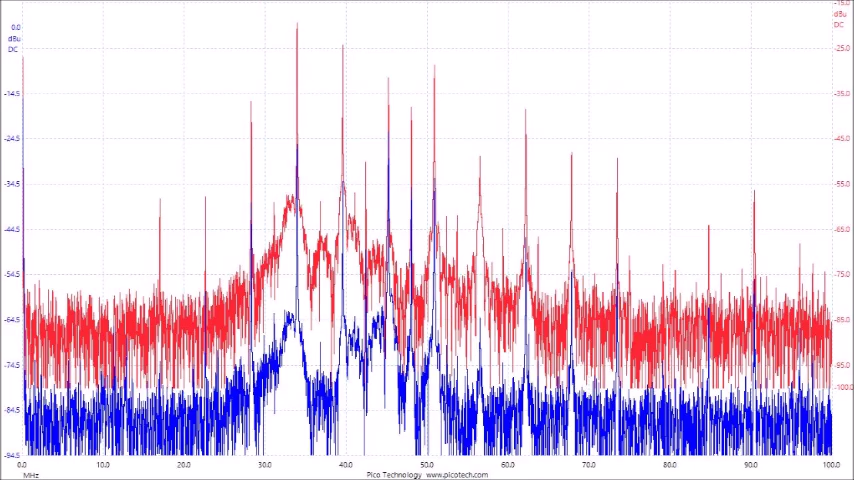 -15.0
0.0
dBu
dBu
DC
DC
-25.0
-14.5
-35.0
-24.5
-45.0
-34.5
-55.0
-44.5
-65.0
-54.5
-75.0
-64.5
-85.0
-74.5
-100.0
-84.5
-94.5
0.0 10.0 20.0 30.0 40.0 50.0 60.0 70.0 80.0 90.0 100.0
MHz
Pico Technology www.picotech.com